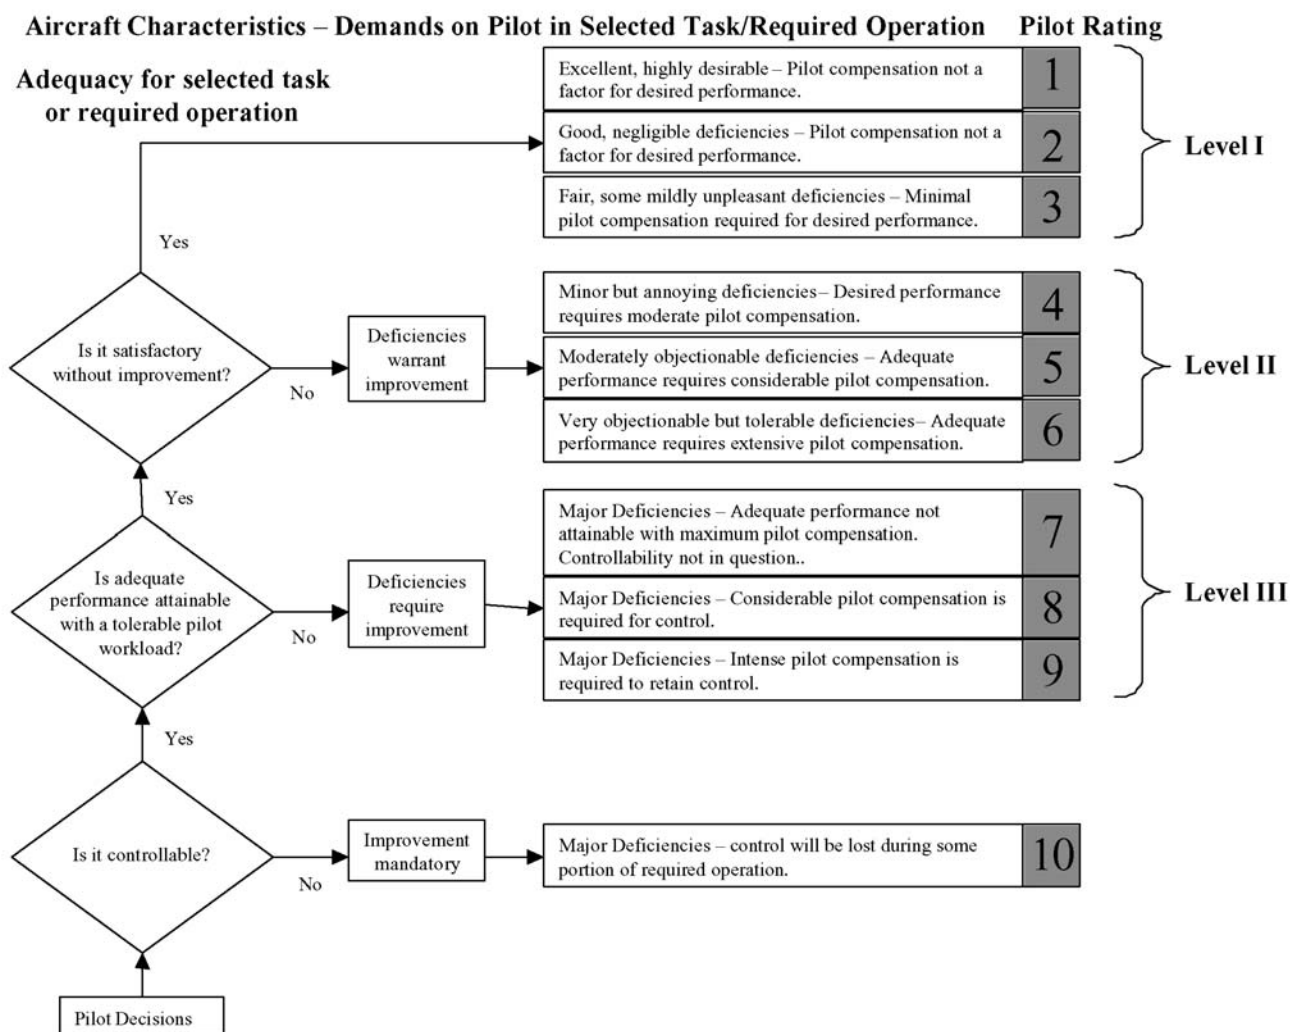 Aircraft Characteristics – Demands on Pilot in Selected Task/Required Operation
Pilot Rating
Adequacy for selected task
or required operation
Excellent, highly desirable – Pilot compensation not a
factor for desired performance.
1
Good, negligible deficiencies – Pilot compensation not a
factor for desired performance.
2
Fair, some mildly unpleasant deficiencies – Minimal
pilot compensation required for desired performance.
3
Level I
Yes
Is it satisfactory
without improvement?
No
Deficiencies
warrant
improvement
Minor but annoying deficiencies– Desired performance
requires moderate pilot compensation.
4
Moderately objectionable deficiencies – Adequate
performance requires considerable pilot compensation.
5
Very objectionable but tolerable deficiencies– Adequate
performance requires extensive pilot compensation.
6
Level II
Yes
Is adequate
performance attainable
with a tolerable pilot
workload?
No
Deficiencies
require
improvement
Major Deficiencies – Adequate performance not
attainable with maximum pilot compensation.
Controllability not in question..
7
Major Deficiencies – Considerable pilot compensation is
required for control.
8
Major Deficiencies – Intense pilot compensation is
required to retain control.
9
Level III
Yes
Is it controllable?
No
Improvement
mandatory
Major Deficiencies – control will be lost during some
portion of required operation.
10
Pilot Decisions